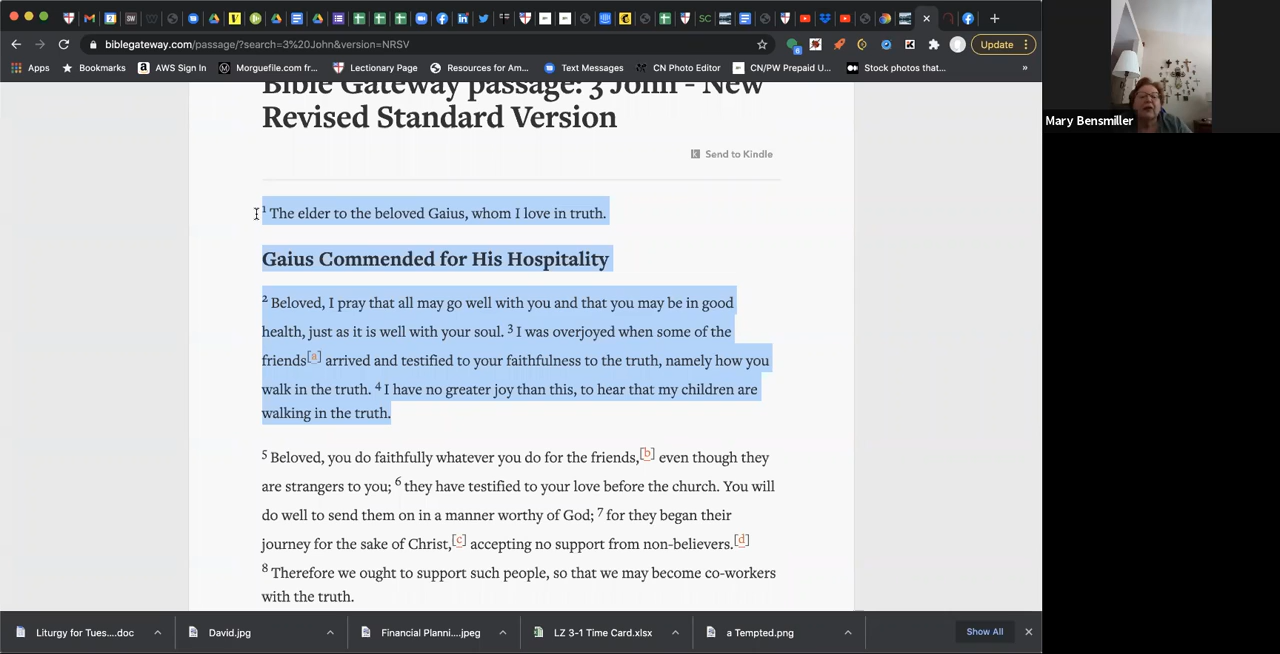 biblegateway.com/passage/?search=3%20John&version=NRSV
Update
Apps
Bookmarks
AWS Sign In
Morguefile.com fr...
Lectionary Page
Resources for Am...
Text Messages
CN Photo Editor
CN/PW Prepaid U...
Stock photos that...
»
Bible Gateway passage: 3 John - New
Revised Standard Version
Send to Kindle
1 The elder to the beloved Gaius, whom I love in truth.
Gaius Commended for His Hospitality
2 Beloved, I pray that all may go well with you and that you may be in good
health, just as it is well with your soul. 3 I was overjoyed when some of the
friends[a] arrived and testified to your faithfulness to the truth, namely how you
walk in the truth. 4 I have no greater joy than this, to hear that my children are
walking in the truth.
5 Beloved, you do faithfully whatever you do for the friends,[b] even though they
are strangers to you; 6 they have testified to your love before the church. You will
do well to send them on in a manner worthy of God; 7 for they began their
journey for the sake of Christ,[c] accepting no support from non-believers.[d]
8 Therefore we ought to support such people, so that we may become co-workers
with the truth.
Liturgy for Tues....doc
David.jpg
Financial Planni....jpeg
LZ 3-1 Time Card.xlsx
a Tempted.png
Show All
Mary Bensmiller